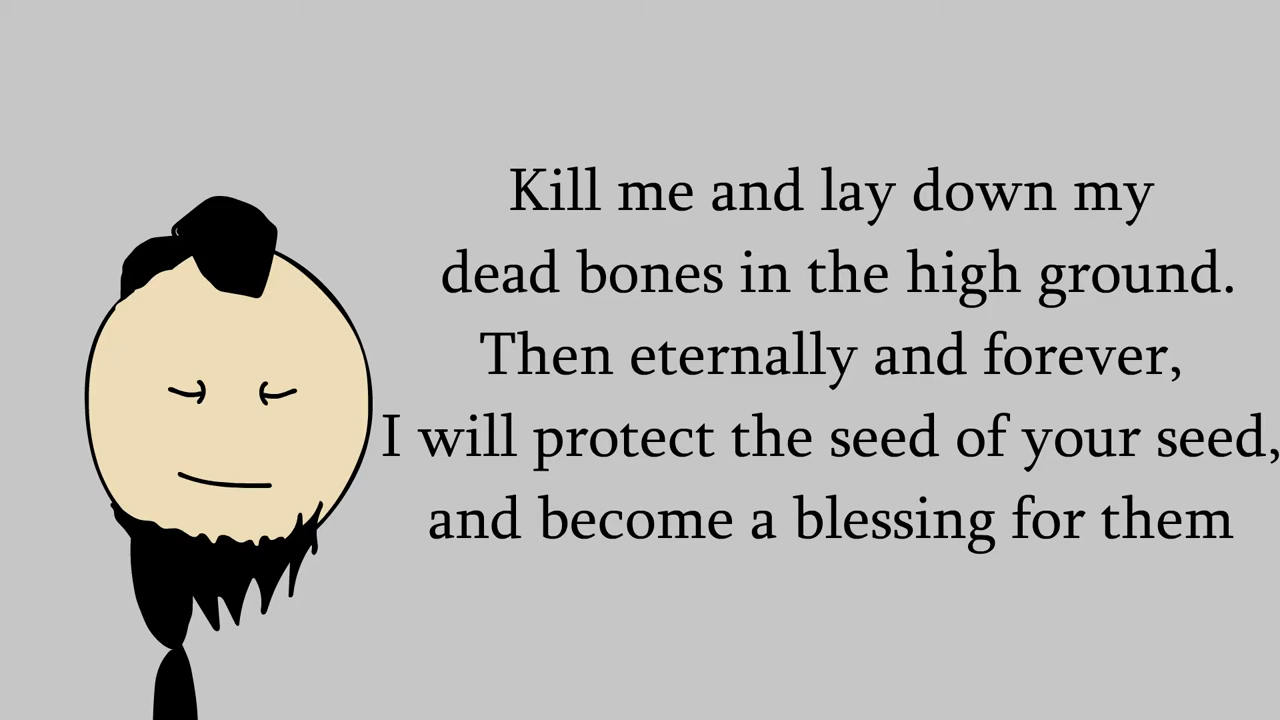 Kill me and lay down my
dead bones in the high ground.
Then eternally and forever,
I will protect the seed of your seed,
and become a blessing for them